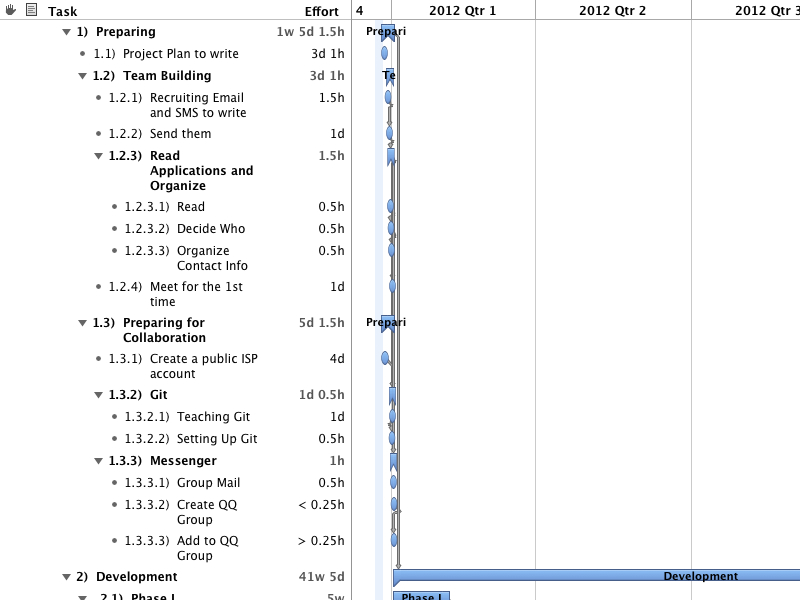 Task Effort 4 2012 Qtr 1 2012 Qtr 2 2012 Qtr 3
1) Preparing 1w 5d 1.5h Prepari
1.1) Project Plan to write 3d 1h
1.2) Team Building 3d 1h Te
1.2.1) Recruiting Email 1.5h
and SMS to write
1.2.2) Send them 1d
1.2.3) Read 1.5h
Applications and
Organize
1.2.3.1) Read 0.5h
1.2.3.2) Decide Who 0.5h
1.2.3.3) Organize 0.5h
Contact Info
1.2.4) Meet for the 1st 1d
time
1.3) Preparing for 5d 1.5h Prepari
Collaboration
1.3.1) Create a public ISP 4d
account
1.3.2) Git 1d 0.5h
1.3.2.1) Teaching Git 1d
1.3.2.2) Setting Up Git 0.5h
1.3.3) Messenger 1h
1.3.3.1) Group Mail 0.5h
1.3.3.2) Create QQ < 0.25h
Group
1.3.3.3) Add to QQ > 0.25h
Group
2) Development 41w 5d Development
2.1) Phase I 5w Phase I